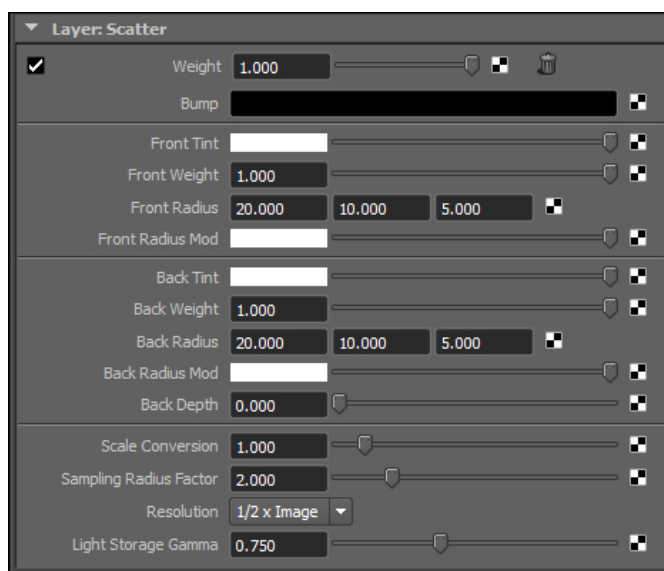 Layer: Scatter
Weight 1.000
Bump
Front Tint
Front Weight 1.000
Front Radius 20.000 10.000 5.000
Front Radius Mod
Back Tint
Back Weight 1.000
Back Radius 20.000 10.000 5.000
Back Radius Mod
Back Depth 0.000
Scale Conversion 1.000
Sampling Radius Factor 2.000
Resolution 1/2 x Image
Light Storage Gamma 0.750